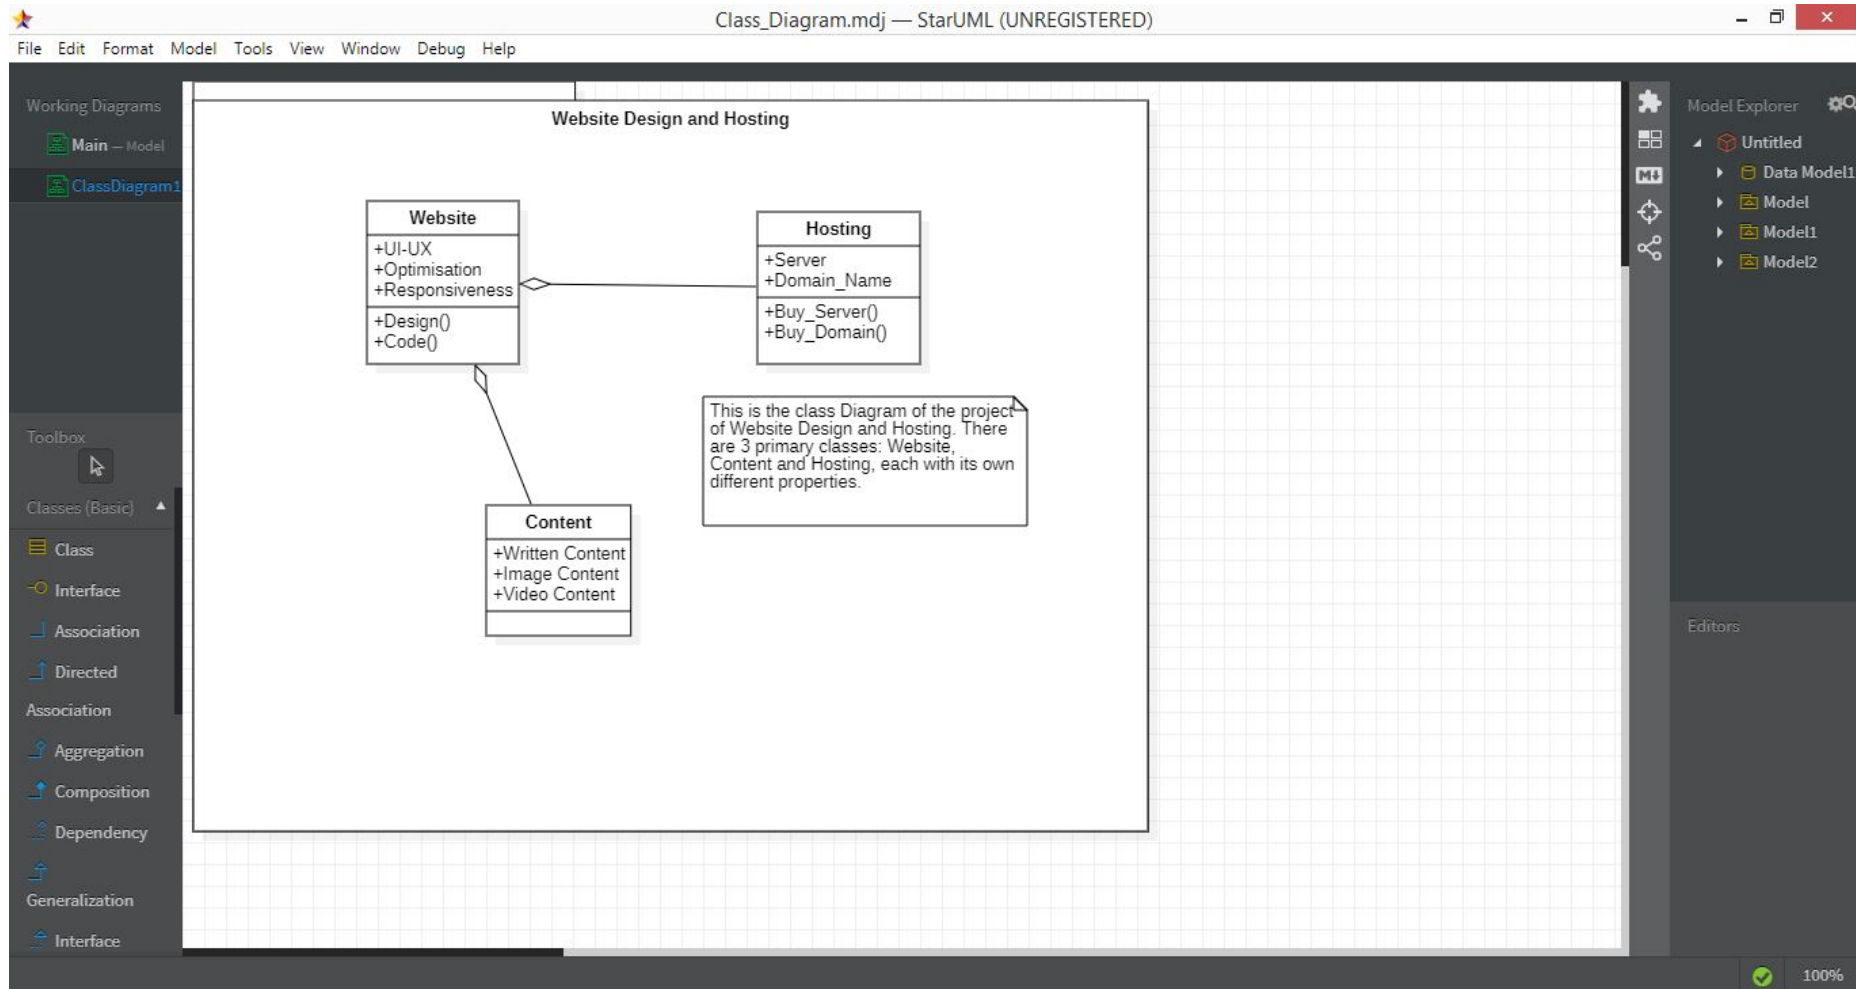 Class_Diagram.mdj — StarUML (UNREGISTERED)
File Edit Format Model Tools View Window Debug Help
Working Diagrams
Main — Model
ClassDiagram1
Toolbox
Classes (Basic)
Class
Interface
Association
Directed
Association
Aggregation
Composition
Dependency
Generalization
Interface
Website Design and Hosting
Website
+UI-UX
+Optimisation
+Responsiveness
+Design()
+Code()
Hosting
+Server
+Domain_Name
+Buy_Server()
+Buy_Domain()
This is the class Diagram of the project
of Website Design and Hosting. There
are 3 primary classes: Website,
Content and Hosting, each with its own
different properties.
Content
+Written Content
+Image Content
+Video Content
M
Model Explorer
Untitled
Data Model1
Model
Model1
Model2
Editors
100%